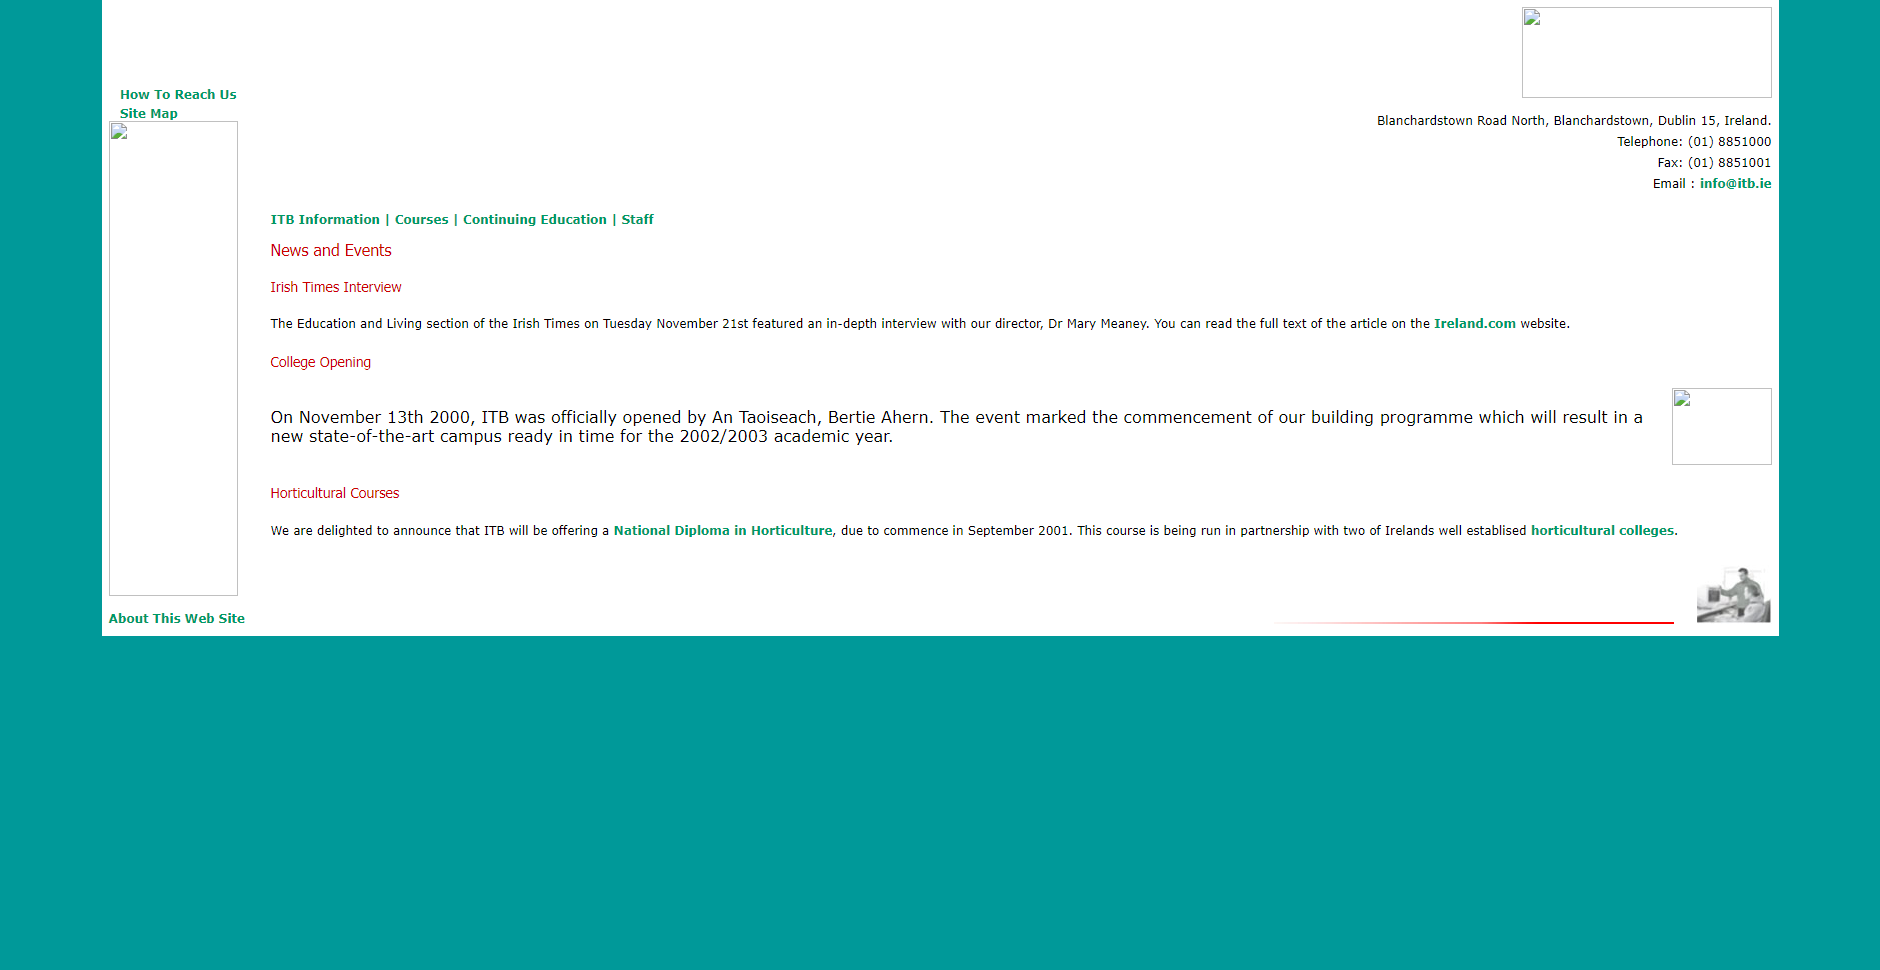 How To Reach Us
Site Map
Blanchardstown Road North, Blanchardstown, Dublin 15, Ireland.
Telephone: (01) 8851000
Fax: (01) 8851001
Email : info@itb.ie
ITB Information | Courses | Continuing Education | Staff
News and Events
Irish Times Interview
The Education and Living section of the Irish Times on Tuesday November 21st featured an in-depth interview with our director, Dr Mary Meaney. You can read the full text of the article on the Ireland.com website.
College Opening
On November 13th 2000, ITB was officially opened by An Taoiseach, Bertie Ahern. The event marked the commencement of our building programme which will result in a
new state-of-the-art campus ready in time for the 2002/2003 academic year.
Horticultural Courses
We are delighted to announce that ITB will be offering a National Diploma in Horticulture, due to commence in September 2001. This course is being run in partnership with two of Irelands well establised horticultural colleges.
About This Web Site